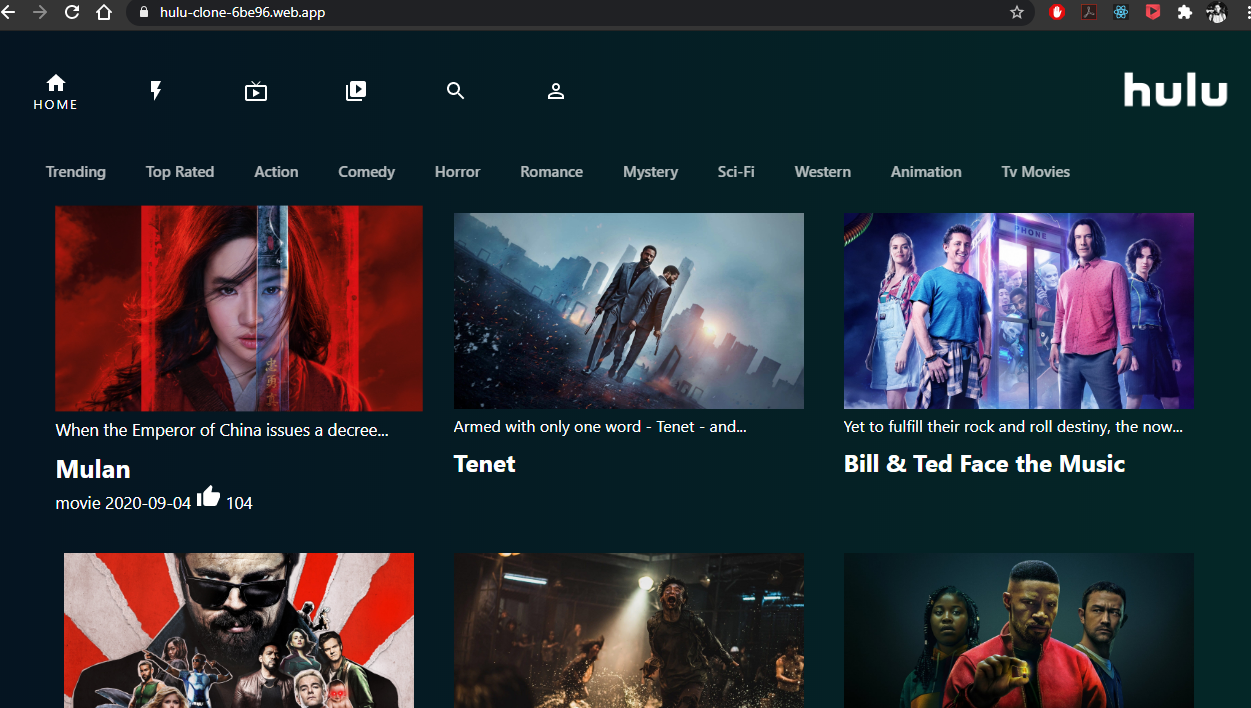 hulu-clone-6be96.web.app
HOME
hulu
Trending Top Rated Action Comedy Horror Romance Mystery Sci-Fi Western Animation Tv Movies
PHONE
When the Emperor of China issues a decree...
Armed with only one word - Tenet - and...
Yet to fulfill their rock and roll destiny, the now...
Mulan
Tenet
Bill & Ted Face the Music
movie 2020-09-04 104